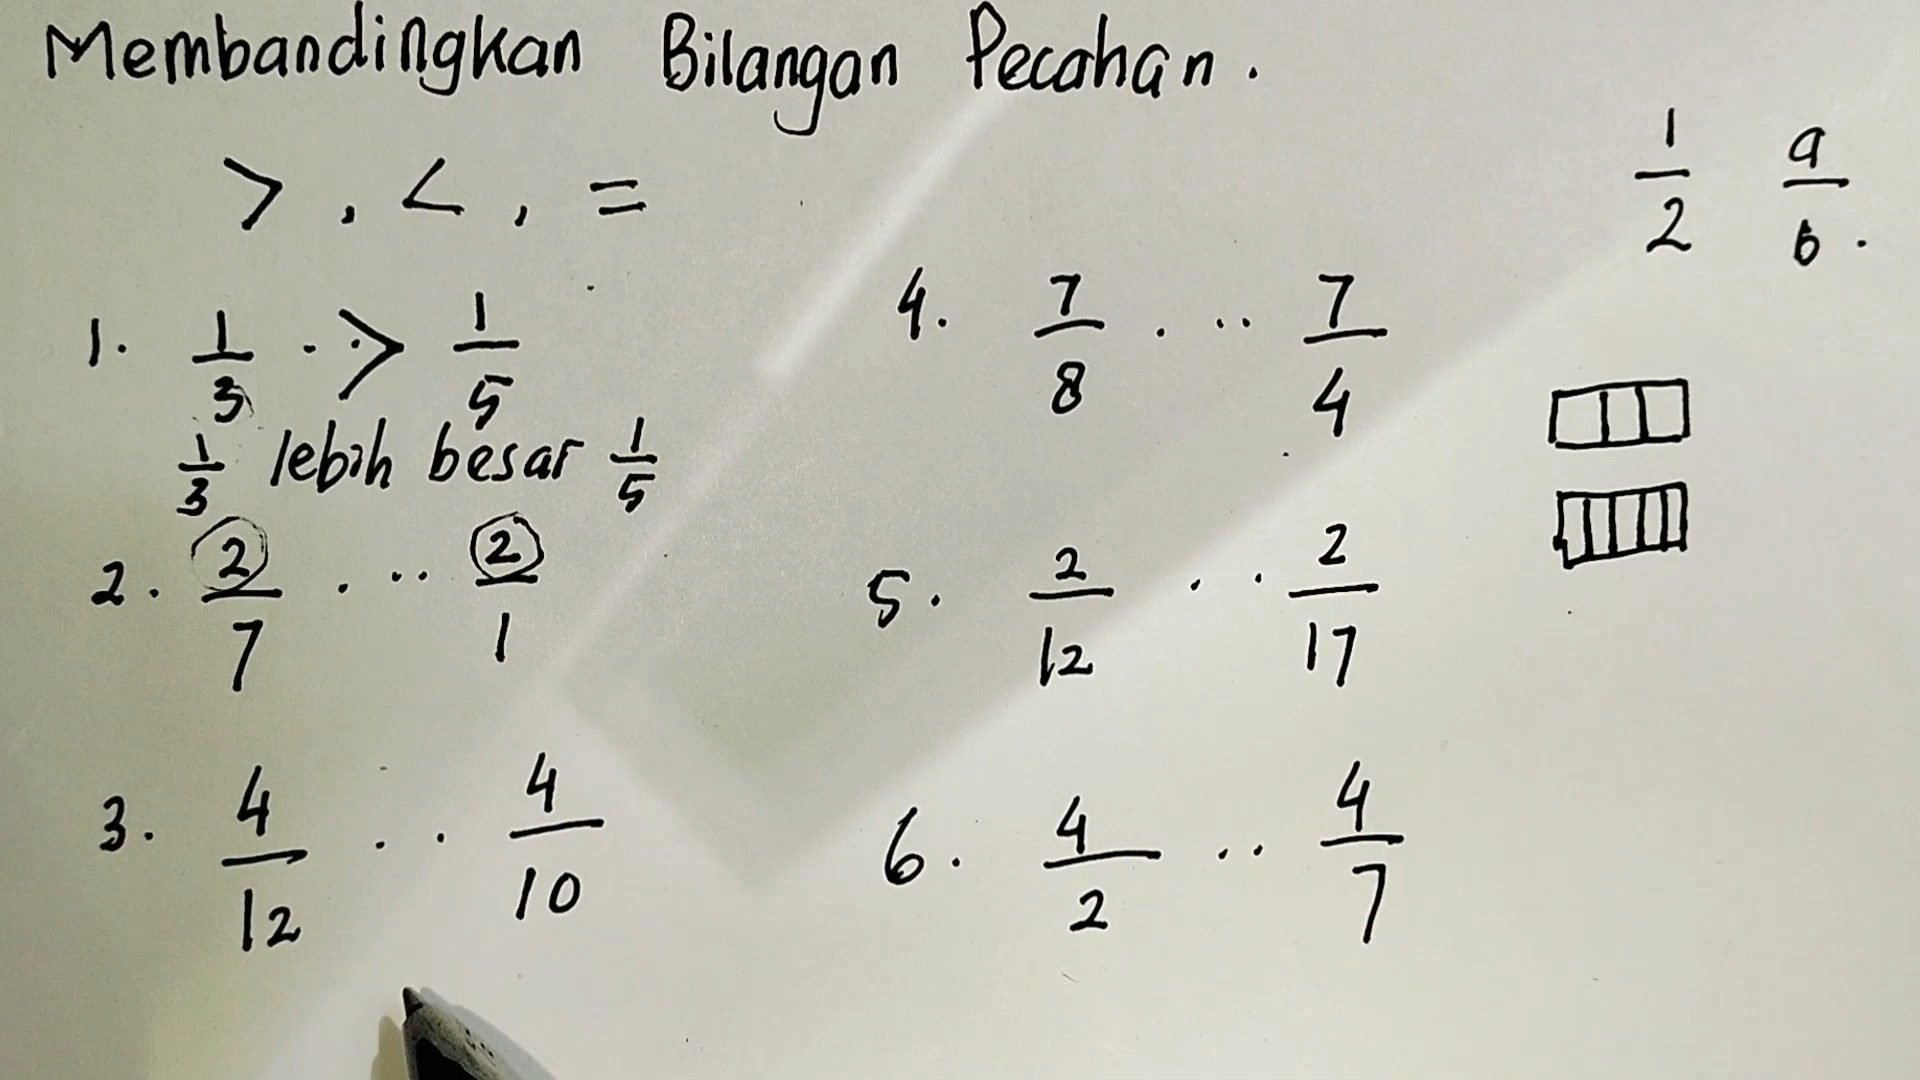 Membandingkan Bilangan Pecahan.
> , < , =
1/2 a/b.
1. 1/3 ..> 1/5
1/3 lebih besar 1/5
2. 2/7 ... 2/1
3. 4/12 .. 4/10
4. 7/8 ... 7/4
5. 2/12 .. 2/17
6. 4/2 .. 4/7